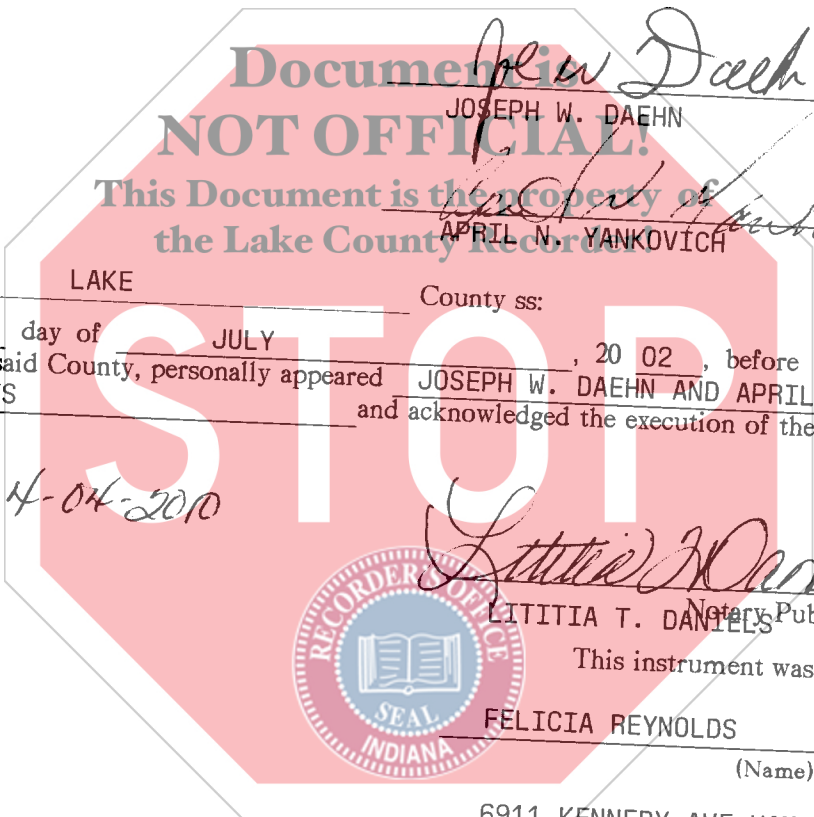 Document is
NOT OFFICIAL!
This Document is the property of
the Lake County Recorder!
JOSEPH W. DAEHN
APRIL N. YANKOVICH
LAKE County ss:
day of JULY, 20 02, before
said County, personally appeared JOSEPH W. DAEHN AND APRIL
and acknowledged the execution of the
STOP
4-04-2010
LITITIA T. DANIELS Notary Pub
This instrument was
FELICIA REYNOLDS
(Name)
6911 KENNEDY AVE
RECORDER'S OFFICE
SEAL
INDIANA